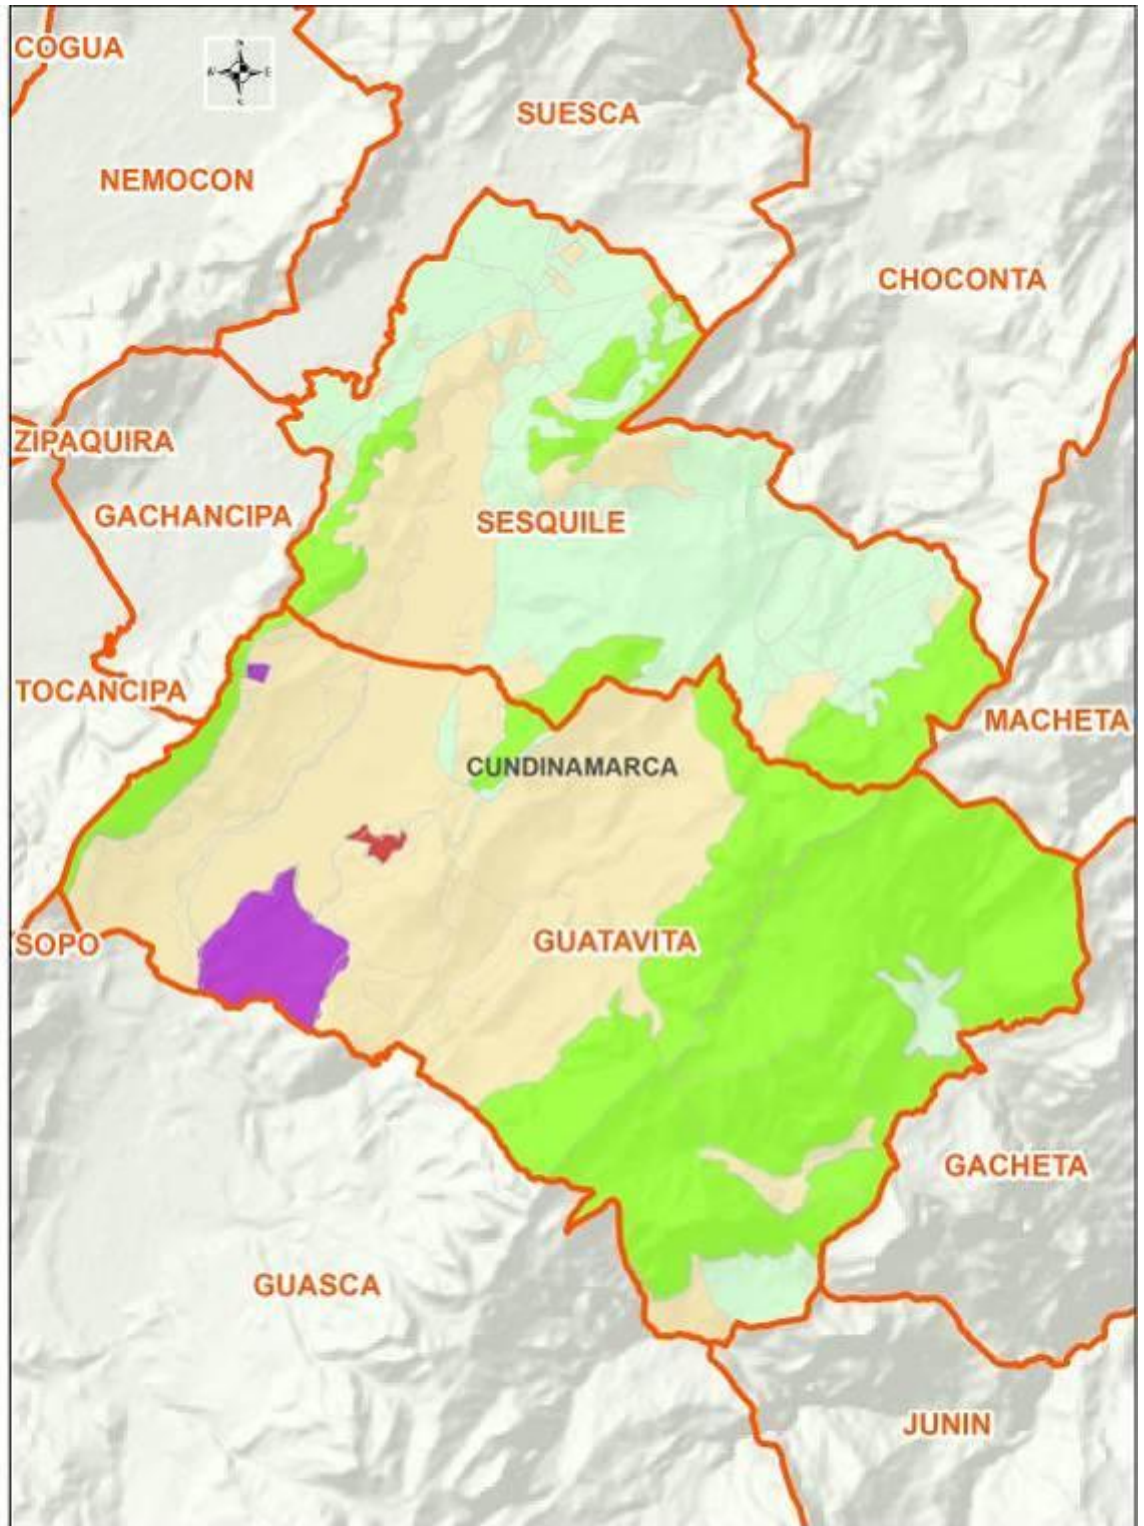 COGUA
N
W E
S
SUESCA
NEMOCON
CHOCONTA
ZIPAQUIRA
GACHANCIPA
SESQUILE
TOCANCIPA
MACHETA
CUNDINAMARCA
SOPO
GUATAVITA
GACHETA
GUASCA
JUNIN